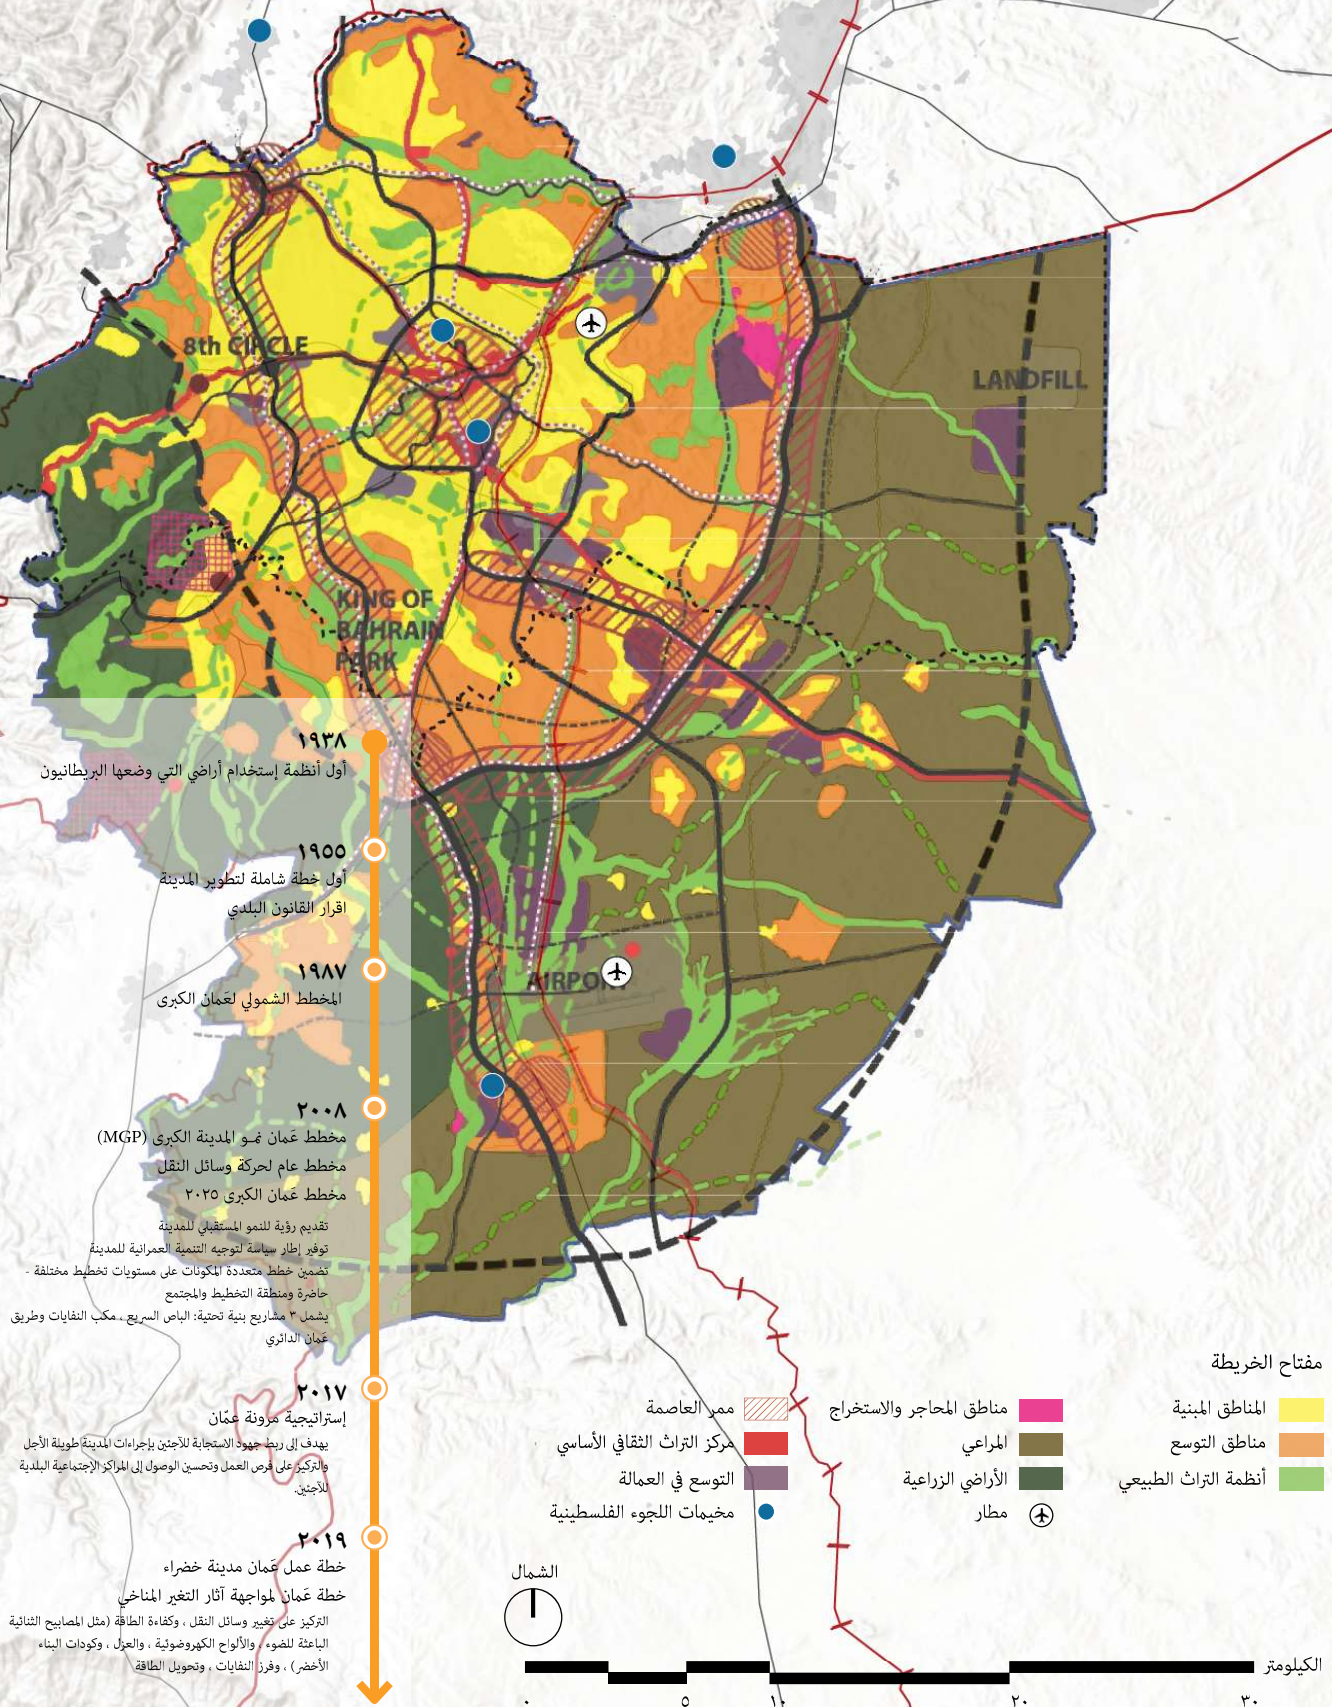 8th CIRCLE
LANDFILL
KING OF
BAHRAIN
PARK
AIRPORT
١٩٣٨
أول أنظمة إستخدام أراضي التي وضعها البريطانيون
١٩٥٥
أول خطة شاملة لتطوير المدينة
اقرار القانون البلدي
١٩٨٧
المخطط الشمولي لعَمان الكبرى
٢٠٠٨
مخطط عَمان نمو المدينة الكبرى (MGP)
مخطط عام لحركة وسائل النقل
مخطط عَمان الكبرى ٢٠٢٥
تقديم رؤية للنمو المستقبلي للمدينة
توفير إطار سياسة لتوجيه التنمية العمرانية للمدينة
تضمين خطط متعددة المكونات على مستويات تخطيط مختلفة -
حاضرة ومنطقة التخطيط والمجتمع
يشمل ٣ مشاريع بنية تحتية: الباص السريع ، مكب النفايات وطريق
عَمان الدائري
٢٠١٧
إستراتيجية مرونة عمّان
يهدف إلى ربط جهود الاستجابة للآجئين بإجراءات المدينة طويلة الأجل
والتركيز على فرص العمل وتحسين الوصول إلى المراكز الإجتماعية البلدية
للآجئين.
٢٠١٩
خطة عمل عَمان مدينة خضراء
خطة عَمان لمواجهة آثار التغير المناخي
التركيز على تغيير وسائل النقل ، وكفاءة الطاقة (مثل المصابيح الثنائية
الباعثة للضوء ، والألواح الكهروضوئية ، والعزل ، وكودات البناء
الأخضر) ، وفرز النفايات ، وتحويل الطاقة
مفتاح الخريطة
المناطق المبنية
مناطق التوسع
أنظمة التراث الطبيعي
مناطق المحاجر والاستخراج
المراعي
الأراضي الزراعية
مطار
ممر العاصمة
مركز التراث الثقافي الأساسي
التوسع في العمالة
مخيمات اللجوء الفلسطينية
الشمال
الكيلومتر
٠ ٥ ١٠ ٢٠ ٣٠